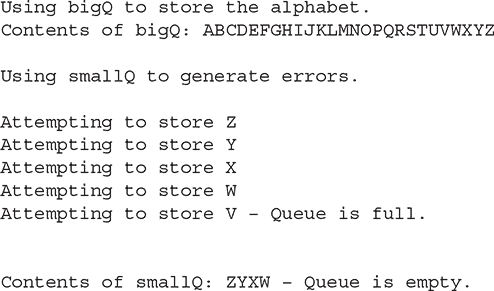 Using bigQ to store the alphabet.
Contents of bigQ: ABCDEFGHIJKLMNOPQRSTUVWXYZ
Using smallQ to generate errors.
Attempting to store Z
Attempting to store Y
Attempting to store X
Attempting to store W
Attempting to store V – Queue is full.
Contents of smallQ: ZYXW – Queue is empty.